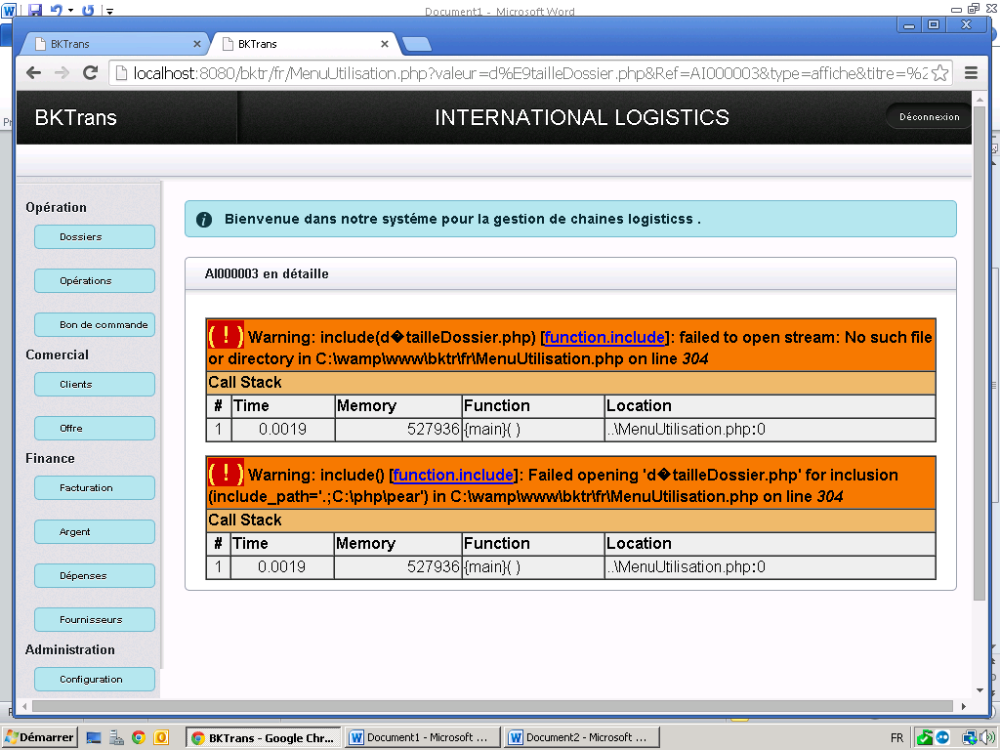 Document1 - Microsoft Word
BKTrans
BKTrans
localhost:8080/bktr/fr/MenuUtilisation.php?valeur=d%E9tailleDossier.php&Ref=AI000003&type=affiche&titre=%2
BKTrans
INTERNATIONAL LOGISTICS
Déconnexion
Opération
Dossiers
Opérations
Bon de commande
Comercial
Clients
Offre
Finance
Facturation
Argent
Dépenses
Fournisseurs
Administration
Configuration
Bienvenue dans notre systéme pour la gestion de chaines logisticss .
AI000003 en détaille
( ! ) Warning: include(d�tailleDossier.php) [function.include]: failed to open stream: No such file
or directory in C:\wamp\www\bktr\fr\MenuUtilisation.php on line 304
Call Stack
# Time Memory Function Location
1 0.0019 527936 {main}( ) ..\MenuUtilisation.php:0
( ! ) Warning: include() [function.include]: Failed opening 'd�tailleDossier.php' for inclusion
(include_path='.;C:\php\pear') in C:\wamp\www\bktr\fr\MenuUtilisation.php on line 304
Call Stack
# Time Memory Function Location
1 0.0019 527936 {main}( ) ..\MenuUtilisation.php:0
Démarrer
BKTrans - Google Chr...
Document1 - Microsoft ...
Document2 - Microsoft ...
FR